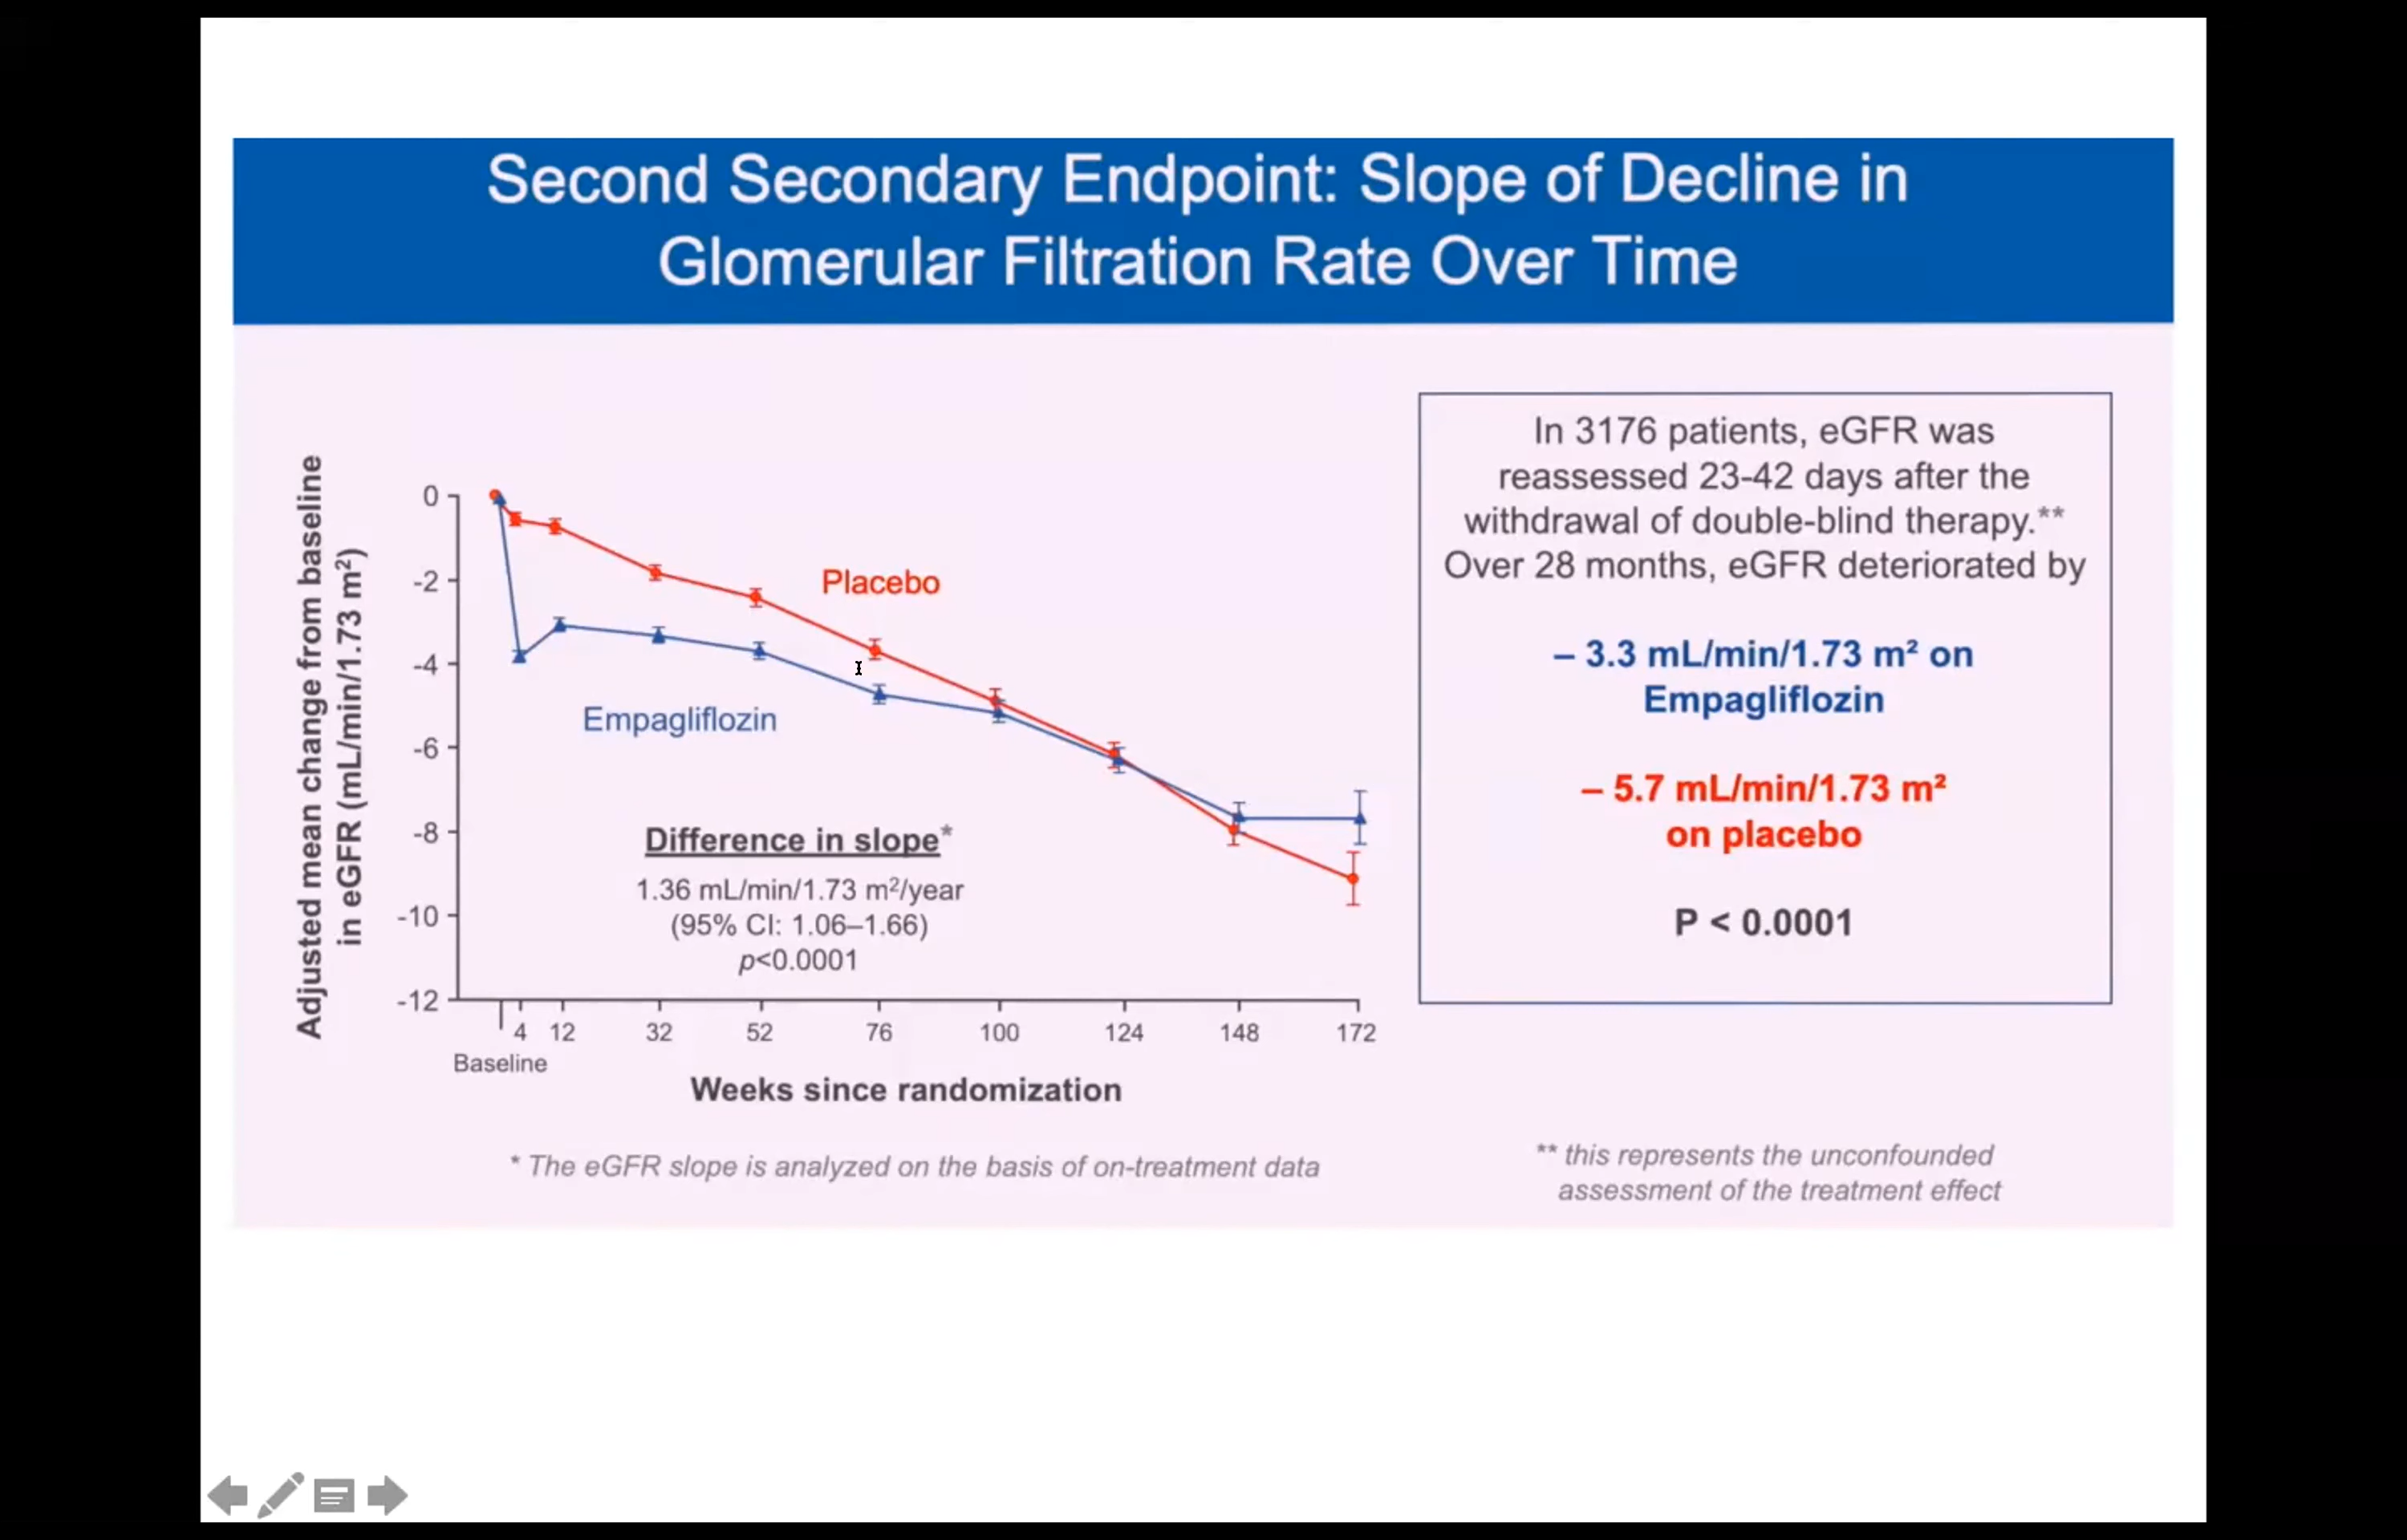 Second Secondary Endpoint: Slope of Decline in
Glomerular Filtration Rate Over Time
Adjusted mean change from baseline
in eGFR (mL/min/1.73 m²)
0
-2
-4
-6
-8
-10
-12
Placebo
Empagliflozin
Difference in slope*
1.36 mL/min/1.73 m²/year
(95% CI: 1.06–1.66)
p<0.0001
4 12 32 52 76 100 124 148 172
Baseline
Weeks since randomization
* The eGFR slope is analyzed on the basis of on-treatment data
In 3176 patients, eGFR was
reassessed 23-42 days after the
withdrawal of double-blind therapy.**
Over 28 months, eGFR deteriorated by
– 3.3 mL/min/1.73 m² on
Empagliflozin
– 5.7 mL/min/1.73 m²
on placebo
P < 0.0001
** this represents the unconfounded
assessment of the treatment effect